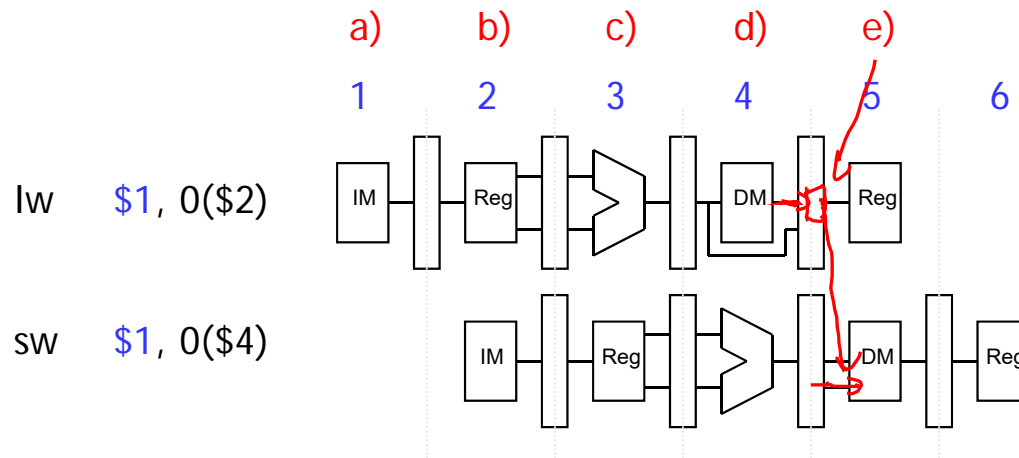 a) b) c) d) e)
1 2 3 4 5 6
lw $1, 0($2) IM Reg DM Reg
sw $1, 0($4) IM Reg DM Reg